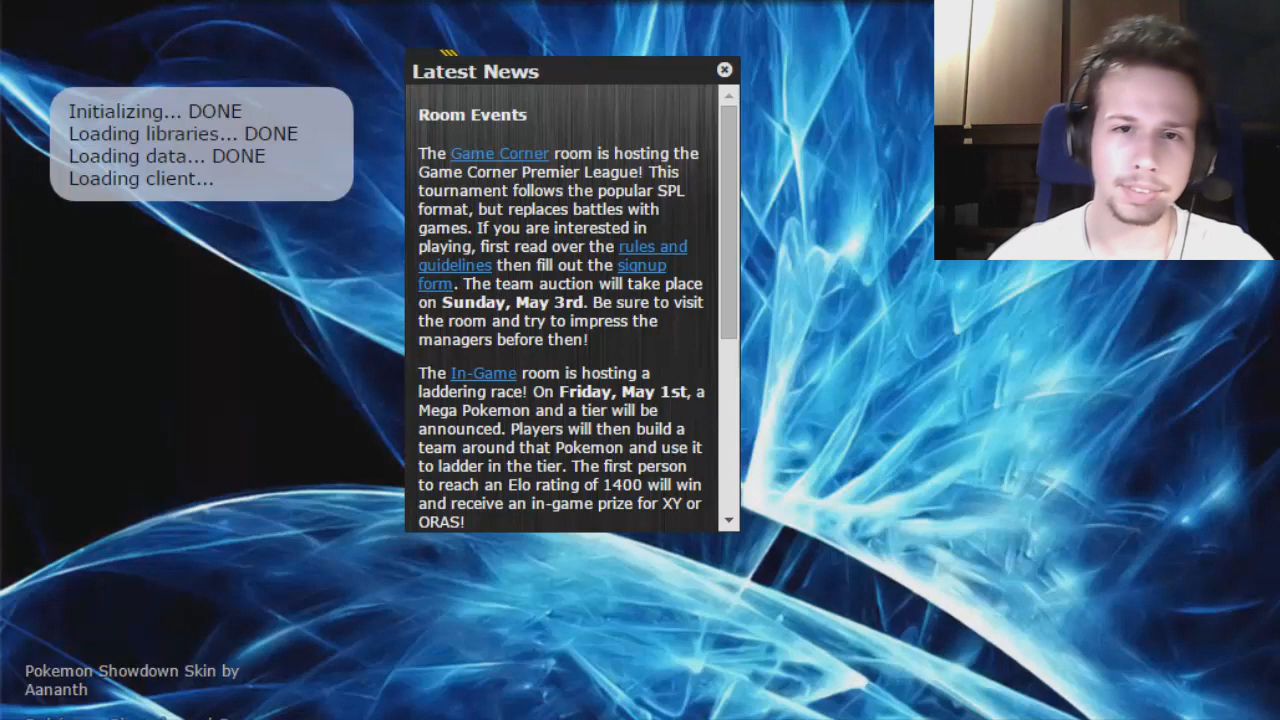 Initializing... DONE
Loading libraries... DONE
Loading data... DONE
Loading client...
Latest News
Room Events
The Game Corner room is hosting the
Game Corner Premier League! This
tournament follows the popular SPL
format, but replaces battles with
games. If you are interested in
playing, first read over the rules and
guidelines then fill out the signup
form. The team auction will take place
on Sunday, May 3rd. Be sure to visit
the room and try to impress the
managers before then!
The In-Game room is hosting a
laddering race! On Friday, May 1st, a
Mega Pokemon and a tier will be
announced. Players will then build a
team around that Pokemon and use it
to ladder in the tier. The first person
to reach an Elo rating of 1400 will win
and receive an in-game prize for XY or
ORAS!
Pokemon Showdown Skin by
Aananth